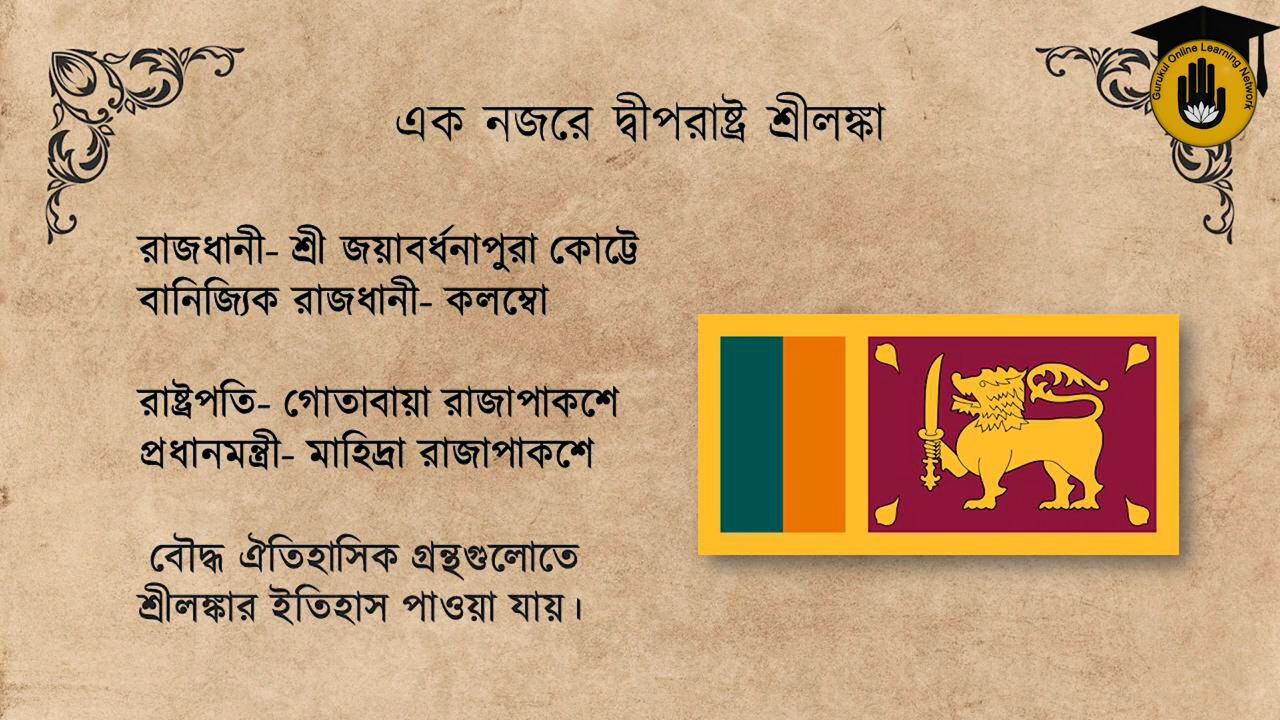 এক নজরে দ্বীপরাষ্ট্র শ্রীলঙ্কা
Gurukul Online Learning Network
রাজধানী- শ্রী জয়াবর্ধনাপুরা কোট্টে
বানিজ্যিক রাজধানী- কলম্বো
রাষ্ট্রপতি- গোতাবায়া রাজাপাকশে
প্রধানমন্ত্রী- মাহিদ্রা রাজাপাকশে
বৌদ্ধ ঐতিহাসিক গ্রন্থগুলোতে
শ্রীলঙ্কার ইতিহাস পাওয়া যায়।